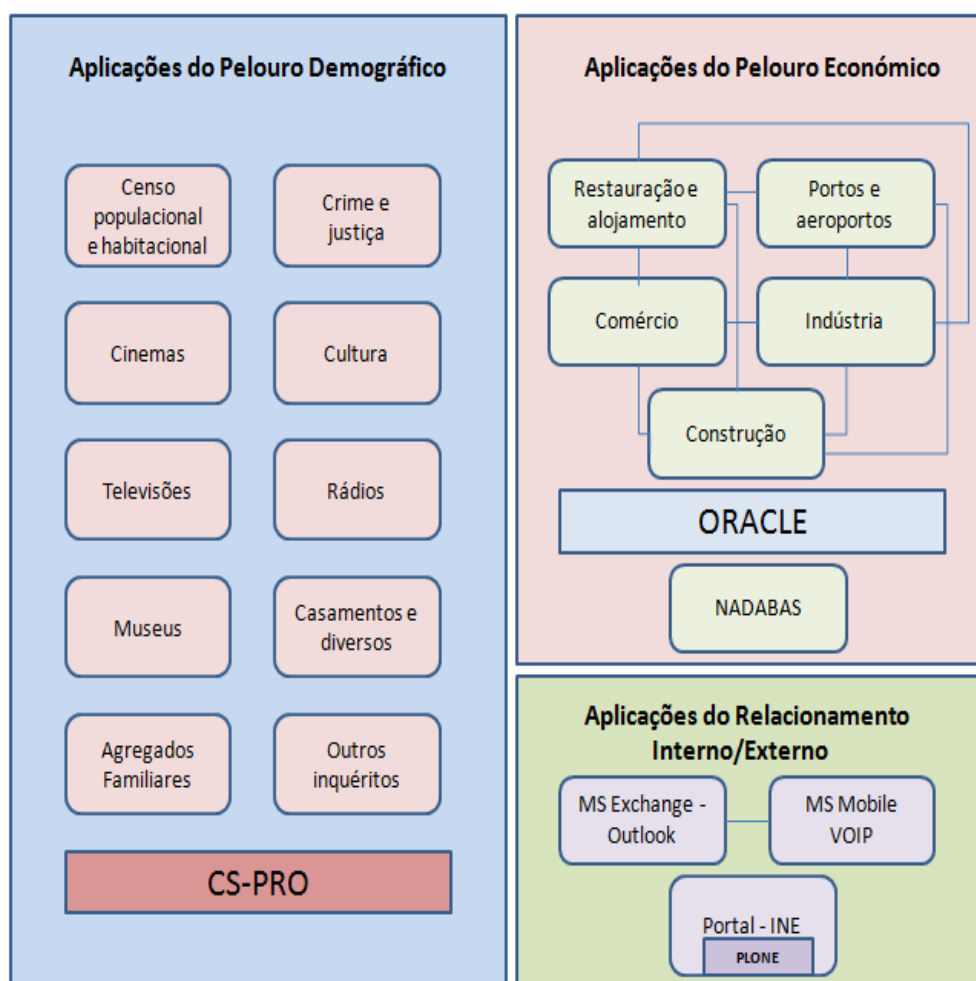 Aplicações do Pelouro Demográfico
Censo
populacional
e habitacional
Crime e
justiça
Cinemas
Cultura
Televisões
Rádios
Museus
Casamentos e
diversos
Agregados
Familiares
Outros
inquéritos
CS-PRO
Aplicações do Pelouro Económico
Restauração e
alojamento
Portos e
aeroportos
Comércio
Indústria
Construção
ORACLE
NADABAS
Aplicações do Relacionamento
Interno/Externo
MS Exchange -
Outlook
MS Mobile
VOIP
Portal - INE
PLONE